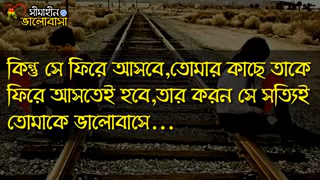 সীমাহীন
ভালোবাসা
কিন্তু সে ফিরে আসবে,তোমার কাছে তাকে
ফিরে আসতেই হবে,তার করন সে সত্যিই
তোমাকে ভালোবাসে...